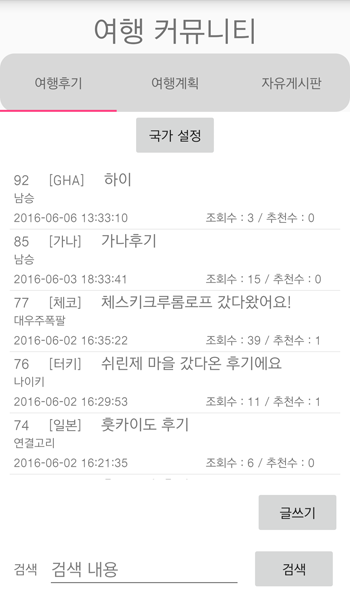 여행 커뮤니티
여행후기 여행계획 자유게시판
국가 설정
92 [GHA] 하이
남승
2016-06-06 13:33:10 조회수 : 3 / 추천수 : 0
85 [가나] 가나후기
남승
2016-06-03 18:33:41 조회수 : 15 / 추천수 : 0
77 [체코] 체스키크루룸로프 갔다왔어요!
대우주폭팔
2016-06-02 16:35:22 조회수 : 39 / 추천수 : 1
76 [터키] 쉬린제 마을 갔다온 후기에요
나이키
2016-06-02 16:29:53 조회수 : 11 / 추천수 : 1
74 [일본] 훗카이도 후기
연결고리
2016-06-02 16:21:35 조회수 : 6 / 추천수 : 0
글쓰기
검색 검색 내용 검색